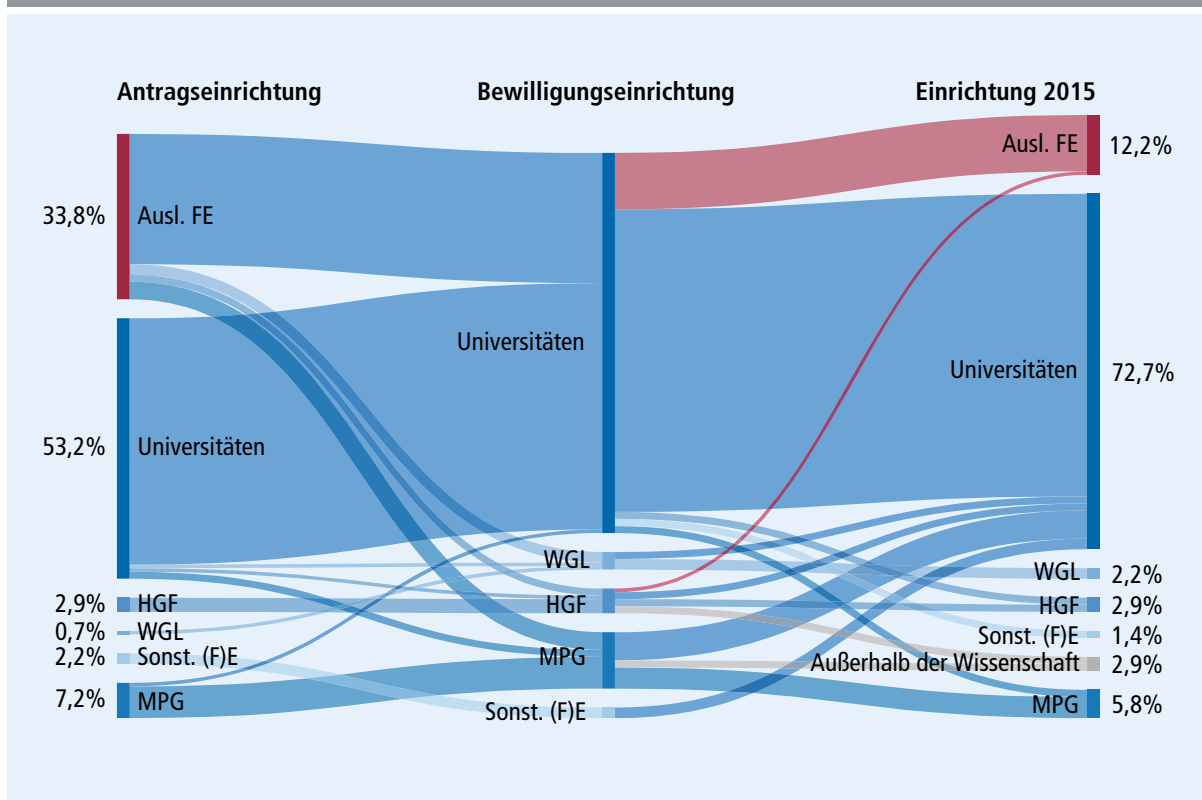 Antragseinrichtung Bewilligungseinrichtung Einrichtung 2015
33,8% Ausl. FE
53,2% Universitäten
2,9% HGF
0,7% WGL
2,2% Sonst. (F)E
7,2% MPG
Universitäten
WGL
HGF
MPG
Sonst. (F)E
Ausl. FE 12,2%
Universitäten 72,7%
WGL 2,2%
HGF 2,9%
Sonst. (F)E 1,4%
Außerhalb der Wissenschaft 2,9%
MPG 5,8%